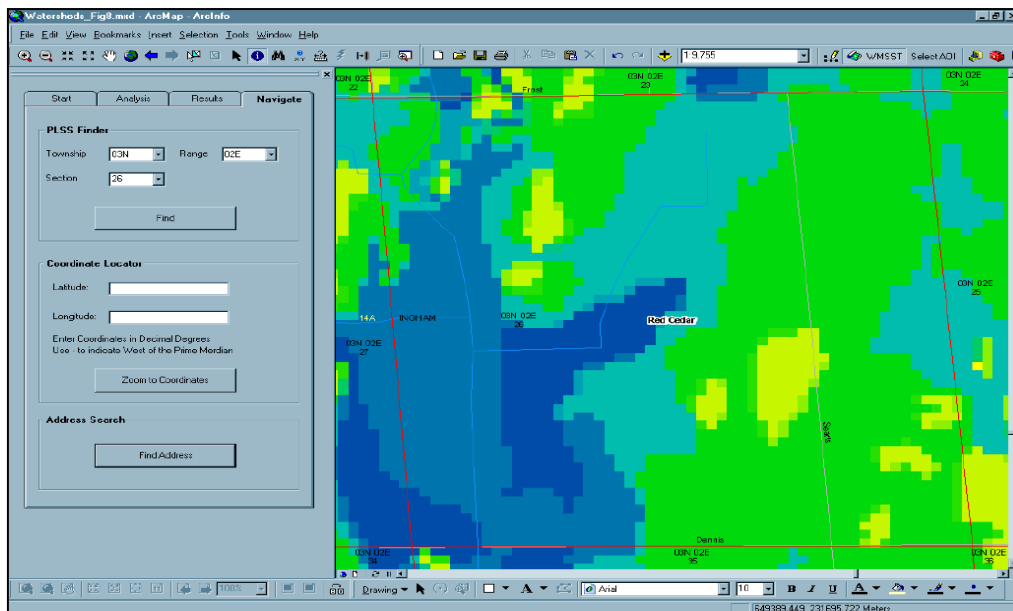 Watersheds_Fig8.mxd - ArcMap - ArcInfo
File Edit View Bookmarks Insert Selection Tools Window Help
1:9,755
WMSST Select AOI
Start Analysis Results Navigate
PLSS Finder
Township 03N Range 02E
Section 26
Find
Coordinate Locator
Latitude:
Longitude:
Enter Coordinates in Decimal Degrees
Use - to indicate West of the Prime Merdian
Zoom to Coordinates
Address Search
Find Address
03N 02E
22
Frost
03N 02E
23
03N 02E
24
03N 02E
25
14A INGHAM
03N 02E
26
Red Cedar
03N 02E
27
Searls
Dennis
03N 02E
34
03N 02E
35
03N 02E
36
100%
Drawing
A
Arial
10
B I U A
649389.449 231695.722 Meters